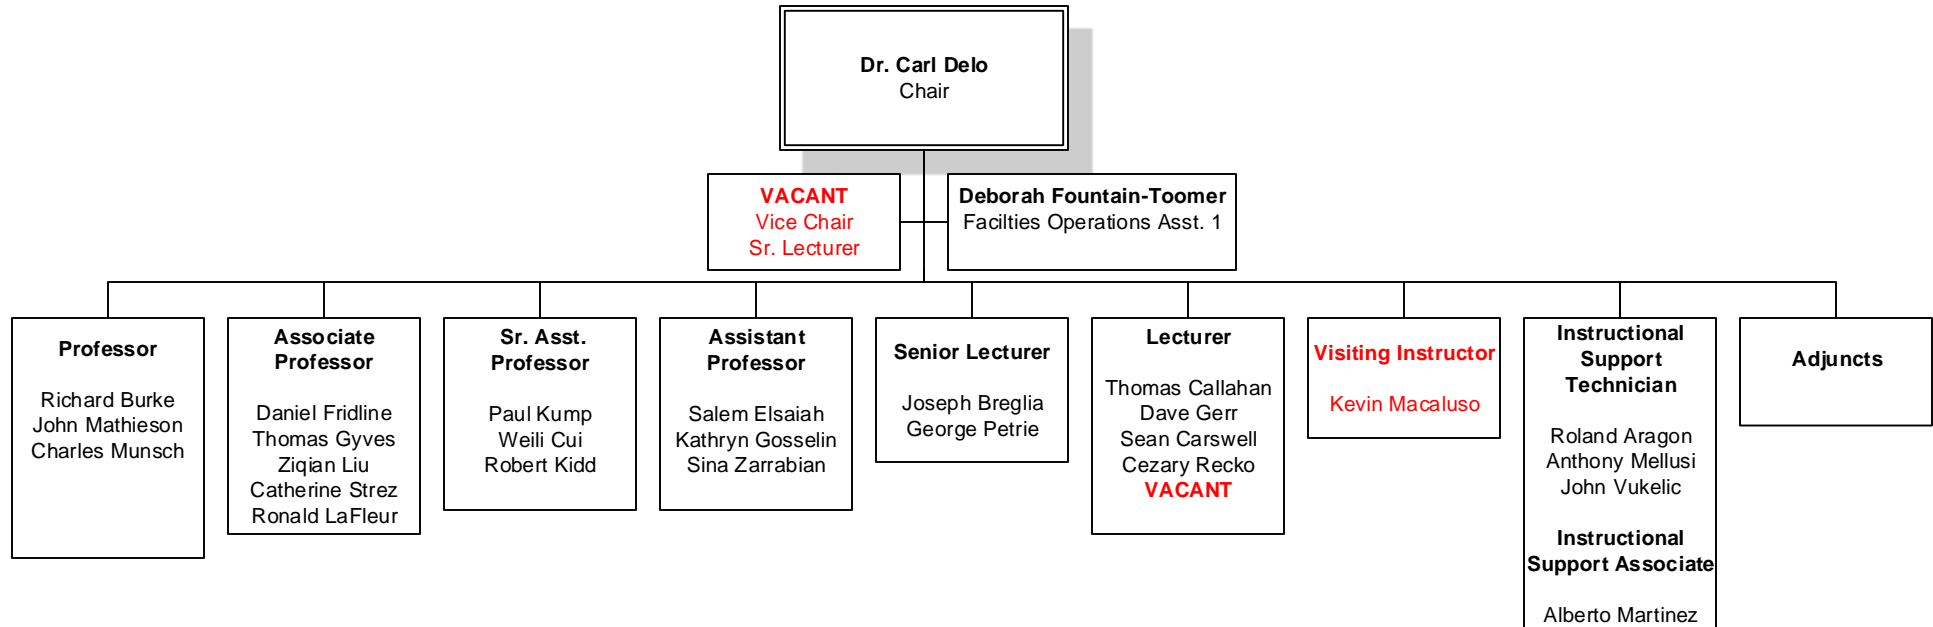 Dr. Carl Delo
Chair
VACANT
Vice Chair
Sr. Lecturer
Deborah Fountain-Toomer
Facilties Operations Asst. 1
Professor
Richard Burke
John Mathieson
Charles Munsch
Associate
Professor
Daniel Fridline
Thomas Gyves
Ziqian Liu
Catherine Strez
Ronald LaFleur
Sr. Asst.
Professor
Paul Kump
Weili Cui
Robert Kidd
Assistant
Professor
Salem Elsaiah
Kathryn Gosselin
Sina Zarrabian
Senior Lecturer
Joseph Breglia
George Petrie
Lecturer
Thomas Callahan
Dave Gerr
Sean Carswell
Cezary Recko
VACANT
Visiting Instructor
Kevin Macaluso
Instructional
Support
Technician
Roland Aragon
Anthony Mellusi
John Vukelic
Instructional
Support Associate
Alberto Martinez
Adjuncts